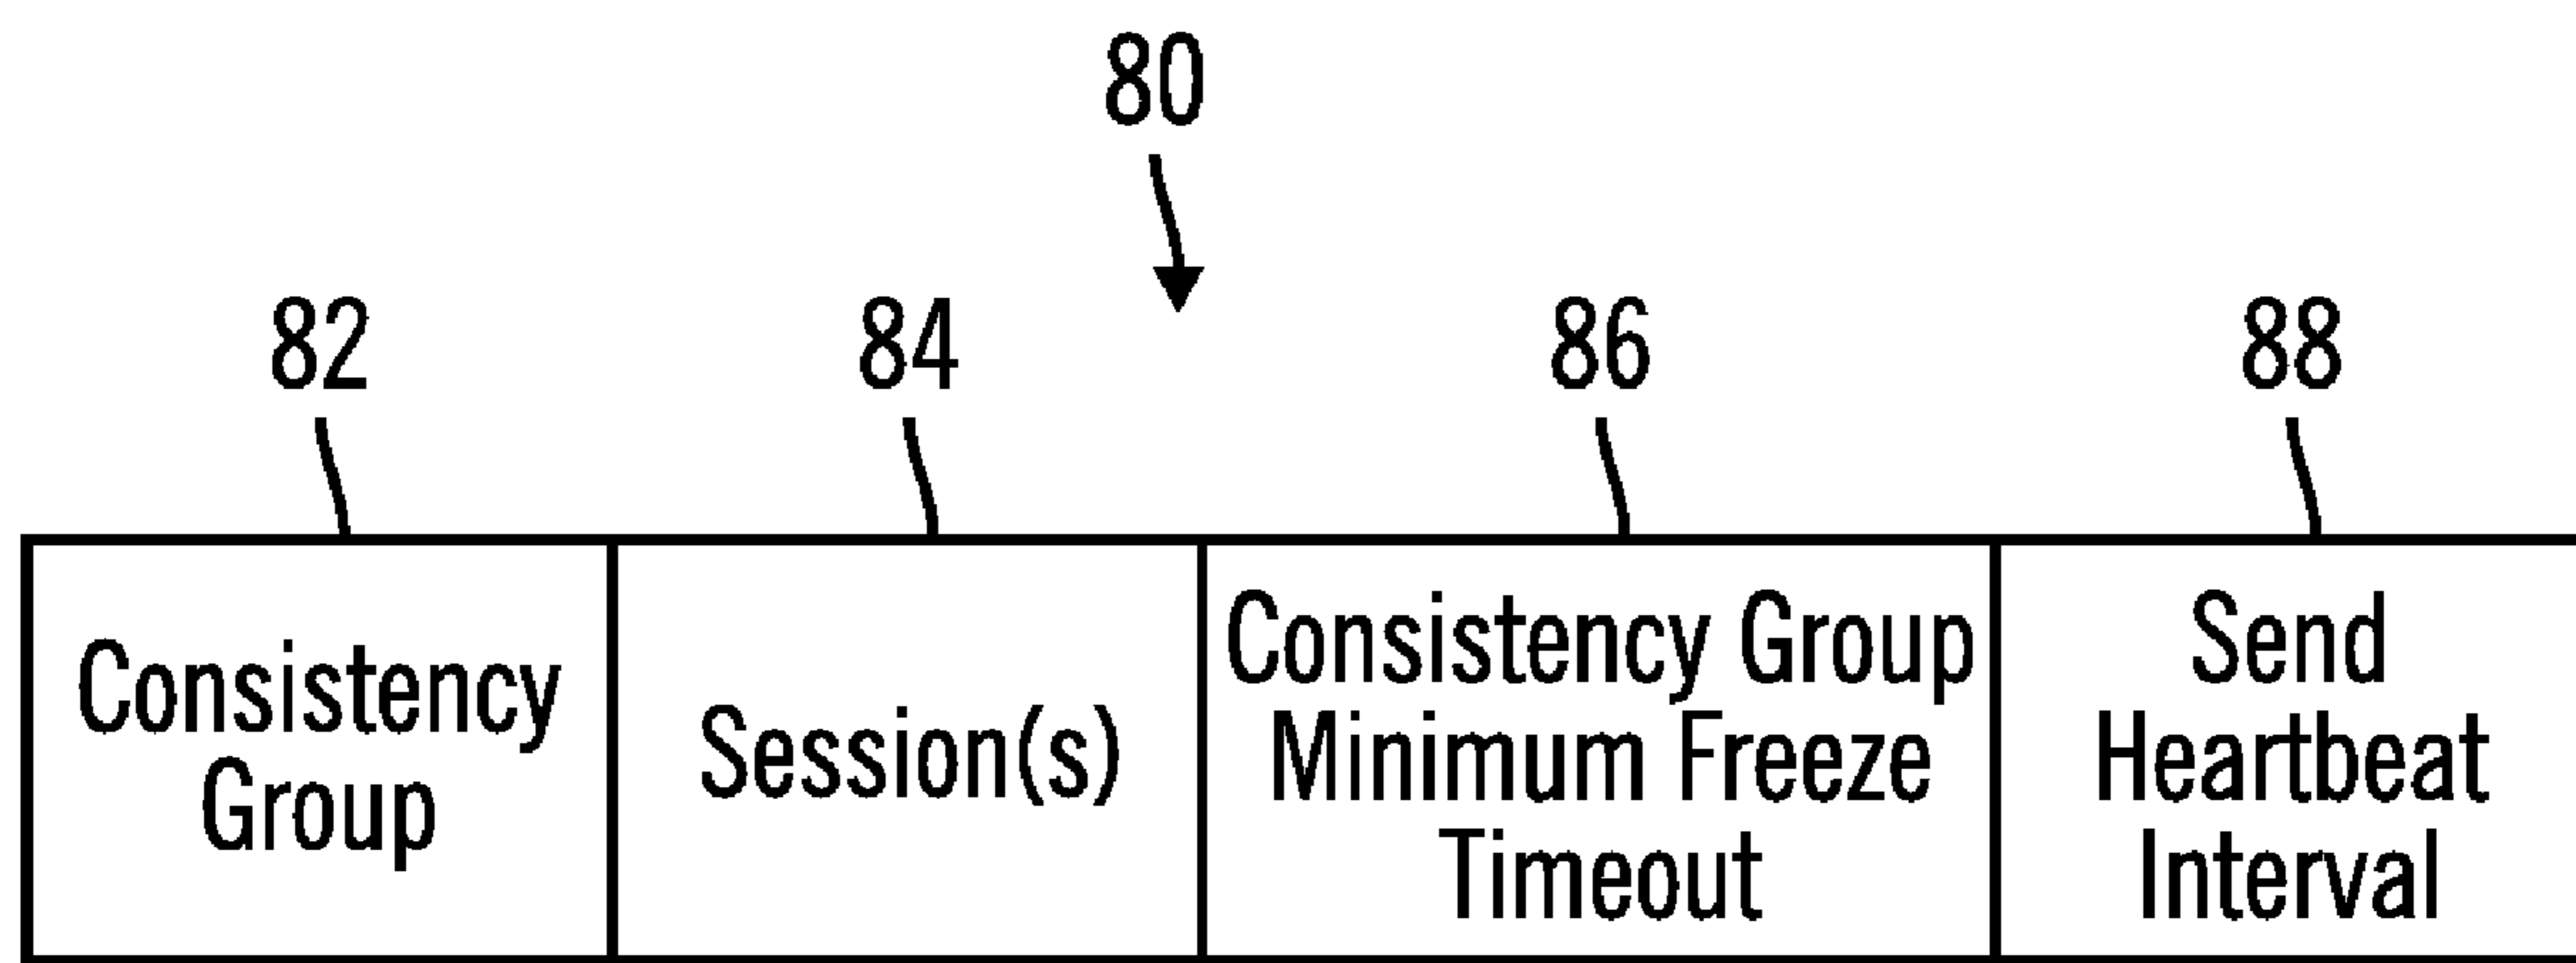 80
82
84
86
88
Consistency
Group
Session(s)
Consistency Group
Minimum Freeze
Timeout
Send
Heartbeat
Interval